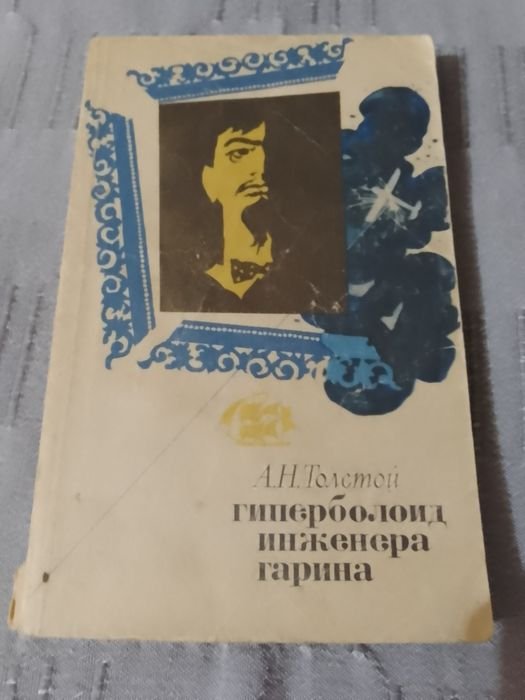 А.Н.Толстой
гиперболоид
инженера
гарина